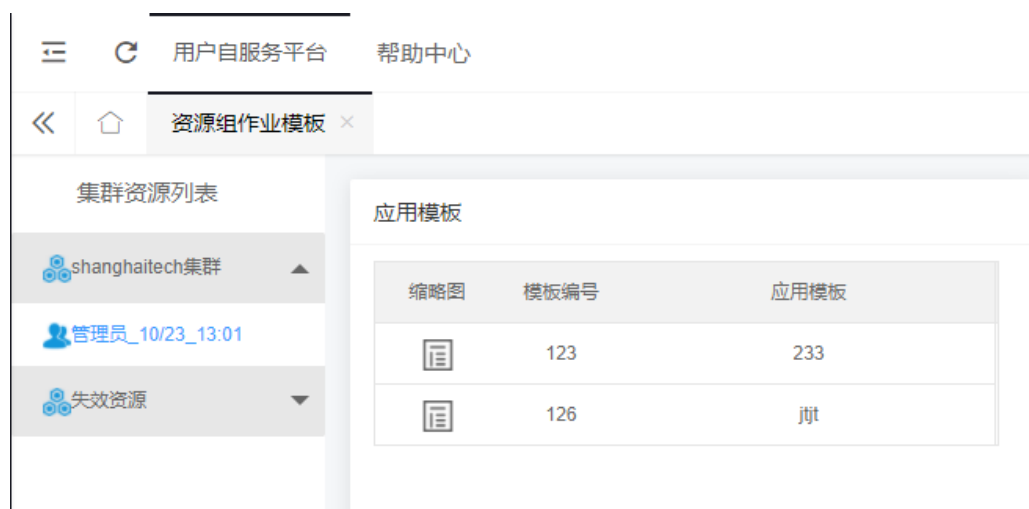 用户自服务平台 帮助中心
资源组作业模板
集群资源列表
shanghaitech集群
管理员_10/23_13:01
失效资源
应用模板
缩略图 模板编号 应用模板
123 233
126 jtjt